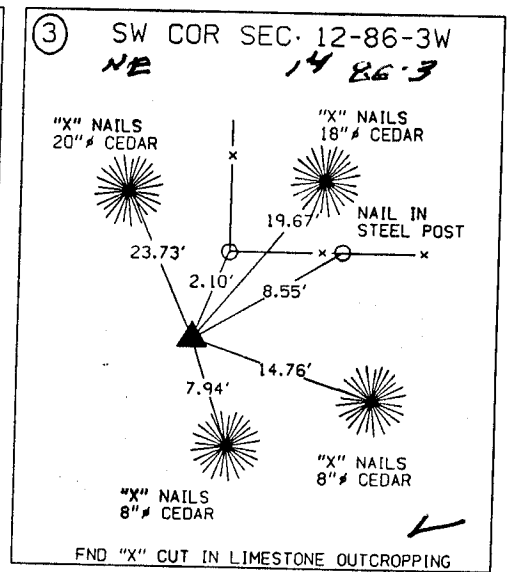 3 SW COR SEC. 12-86-3W
NE 14 86-3
"X" NAILS
20"ø CEDAR
"X" NAILS
18"ø CEDAR
NAIL IN
STEEL POST
19.67'
23.73'
2.10'
8.55'
14.76'
7.94'
"X" NAILS
8"ø CEDAR
"X" NAILS
8"ø CEDAR
FND "X" CUT IN LIMESTONE OUTCROPPING